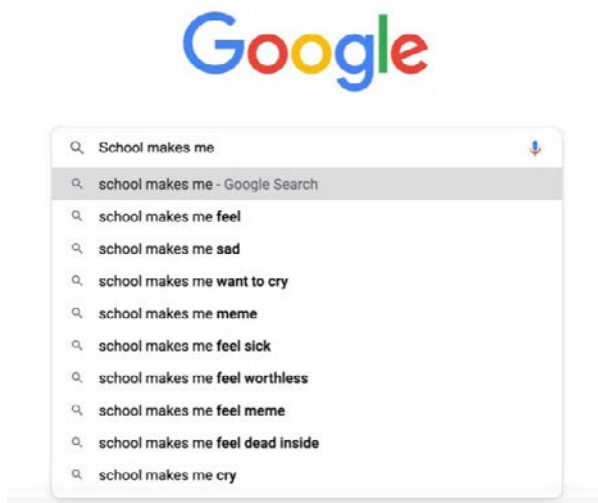 Google
School makes me
school makes me - Google Search
school makes me feel
school makes me sad
school makes me want to cry
school makes me meme
school makes me feel sick
school makes me feel worthless
school makes me feel meme
school makes me feel dead inside
school makes me cry